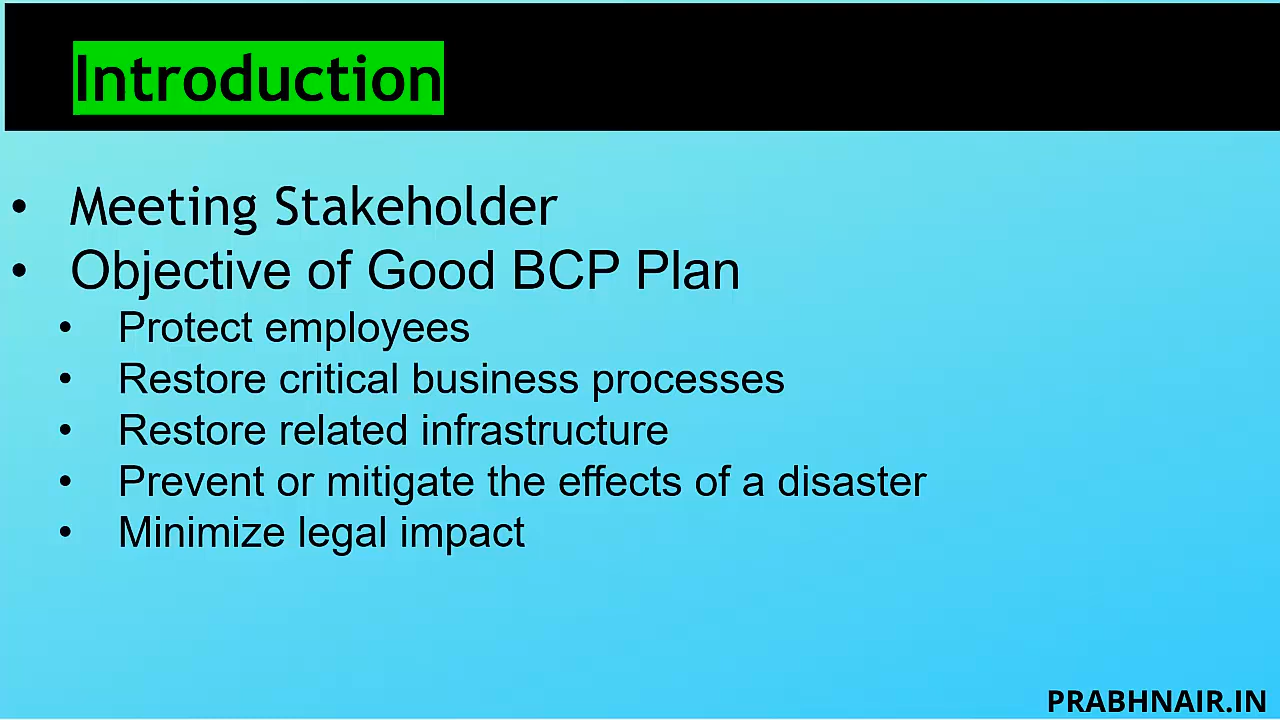 Introduction
• Meeting Stakeholder
• Objective of Good BCP Plan
• Protect employees
• Restore critical business processes
• Restore related infrastructure
• Prevent or mitigate the effects of a disaster
• Minimize legal impact
PRABHNAIR.IN